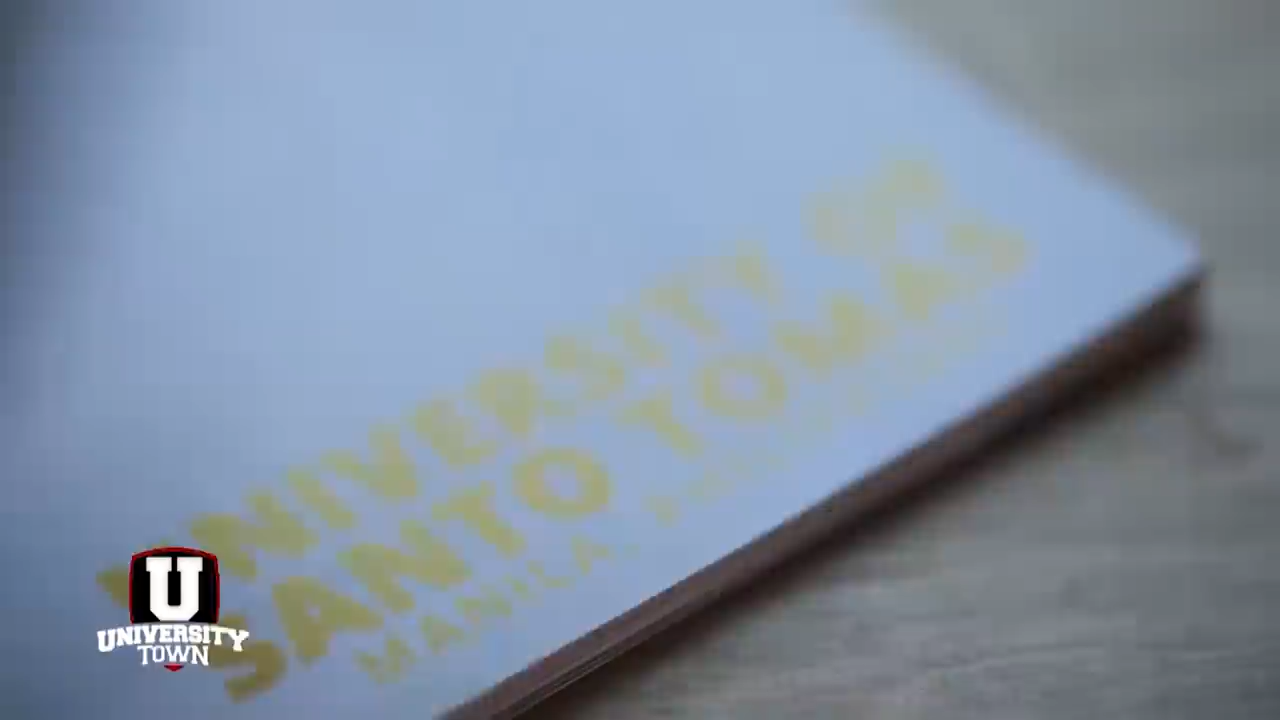 UNIVERSITY OF
SANTO TOMAS
MANILA
U
UNIVERSITY
TOWN